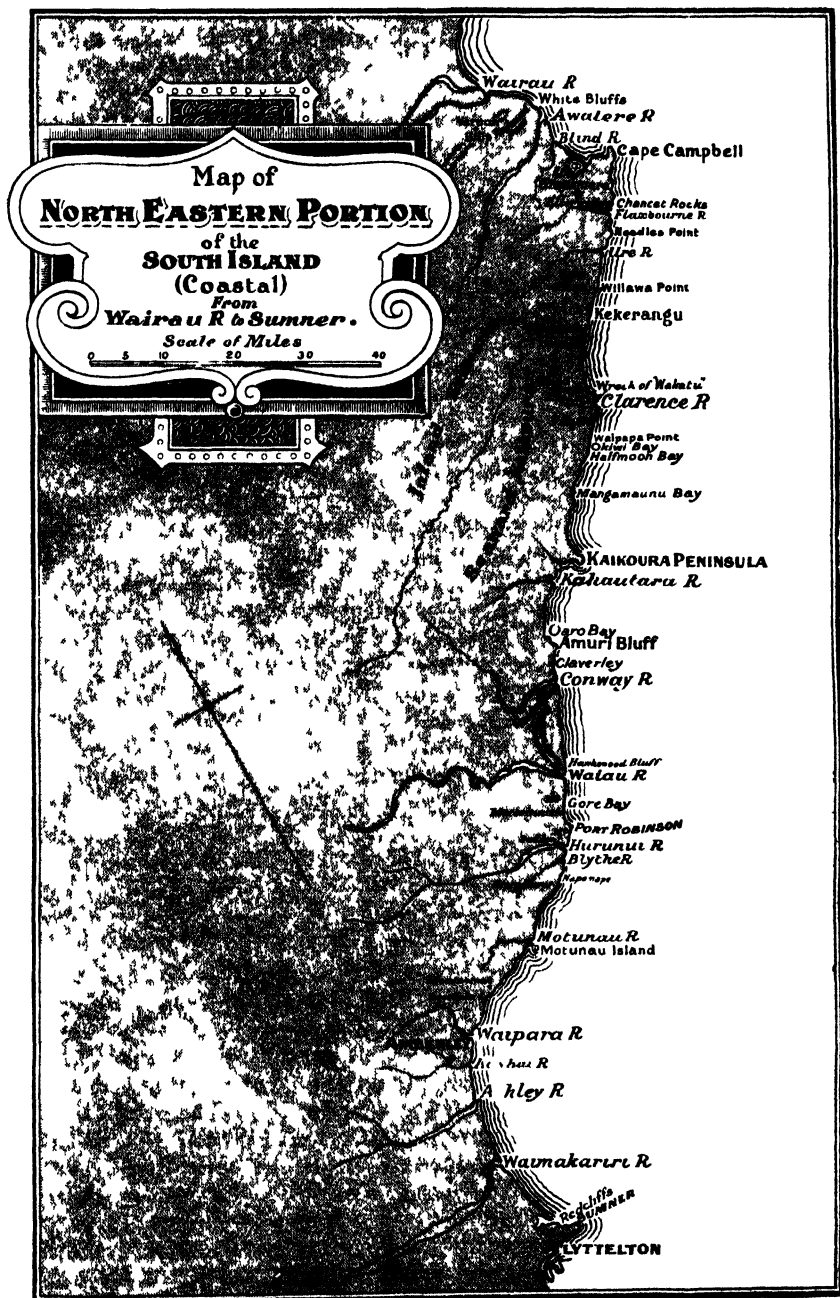 Map of
NORTH EASTERN PORTION
of the
SOUTH ISLAND
(Coastal)
From
Wairau R to Sumner.
Scale of Miles
0 5 10 20 30 40
Wairau R
White Bluffs
Awatere R
Blind R
Cape Campbell
Chancet Rocks
Flaxbourne R
Needles Point
Ure R
Willawa Point
Kekerangu
Wreck of "Wakatu"
Clarence R
Waipapa Point
Okiwi Bay
Halfmoon Bay
Mangamaunu Bay
KAIKOURA PENINSULA
Kahautara R
Oaro Bay
Amuri Bluff
Claverley
Conway R
Hawkswood Bluff
Waiau R
Gore Bay
PORT ROBINSON
Hurunui R
Blythe R
Napenape
Motunau R
Motunau Island
Waipara R
Ashley R
Waimakariri R
Redcliffs
SUMNER
LYTTELTON